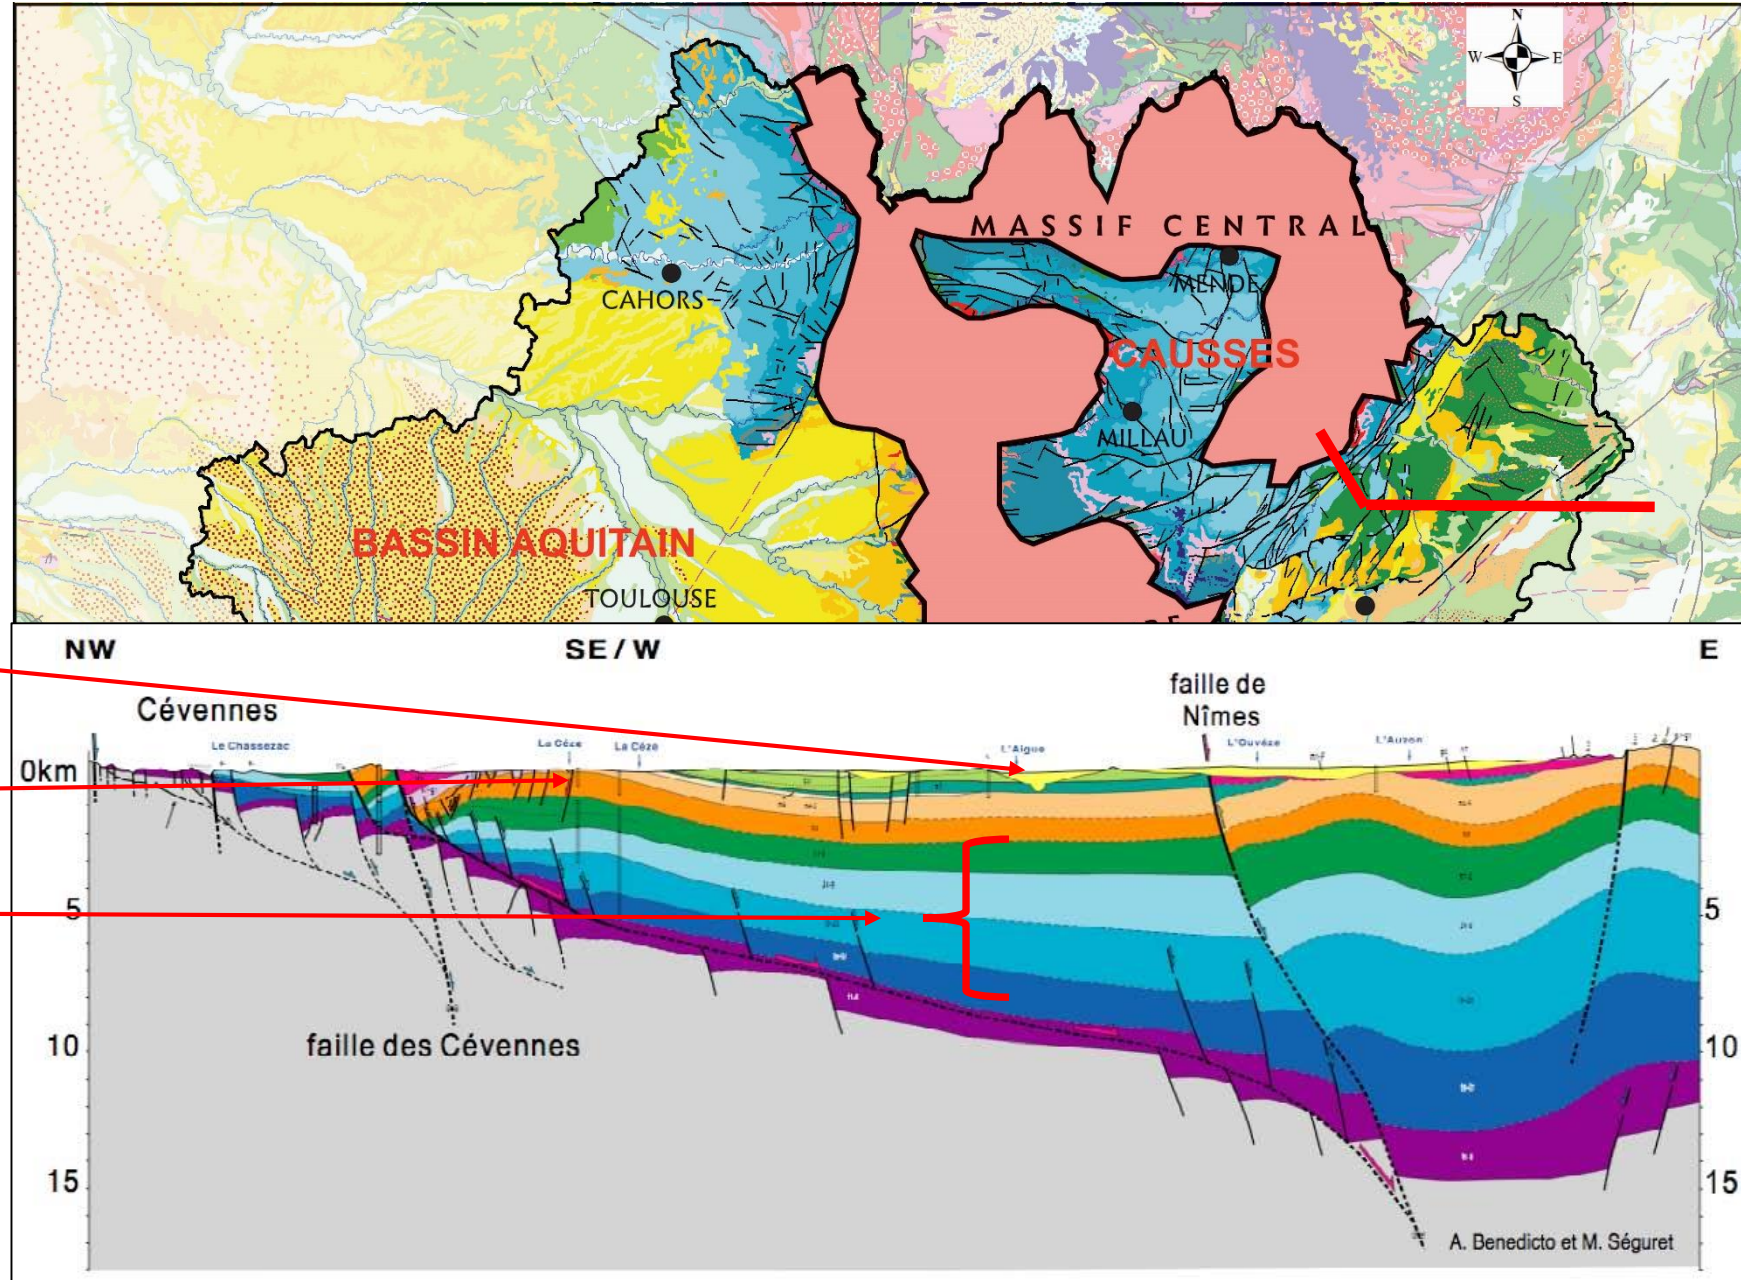 N
W E
S
MASSIF CENTRAL
MENDE
CAHORS
CAUSSES
MILLAU
BASSIN AQUITAIN
TOULOUSE
NW SE / W E
faille de
Nîmes
Cévennes
Le Chassezac La Cèze La Cèze L'Aigue L'Ouvèze L'Auzon
0km
5 5
faille des Cévennes
10 10
15 15
A. Benedicto et M. Séguret